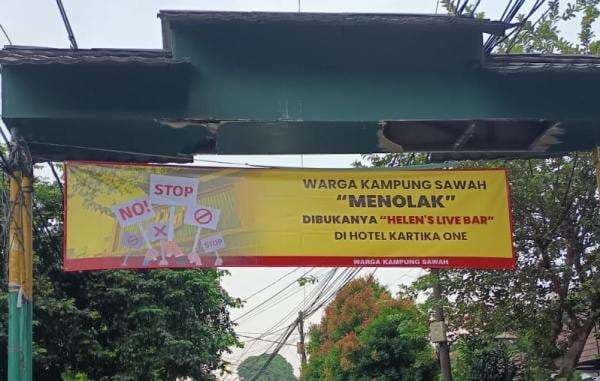 STOP
NO!
STOP
WARGA KAMPUNG SAWAH
"MENOLAK"
DIBUKANYA "HELEN'S LIVE BAR"
DI HOTEL KARTIKA ONE
WARGA KAMPUNG SAWAH